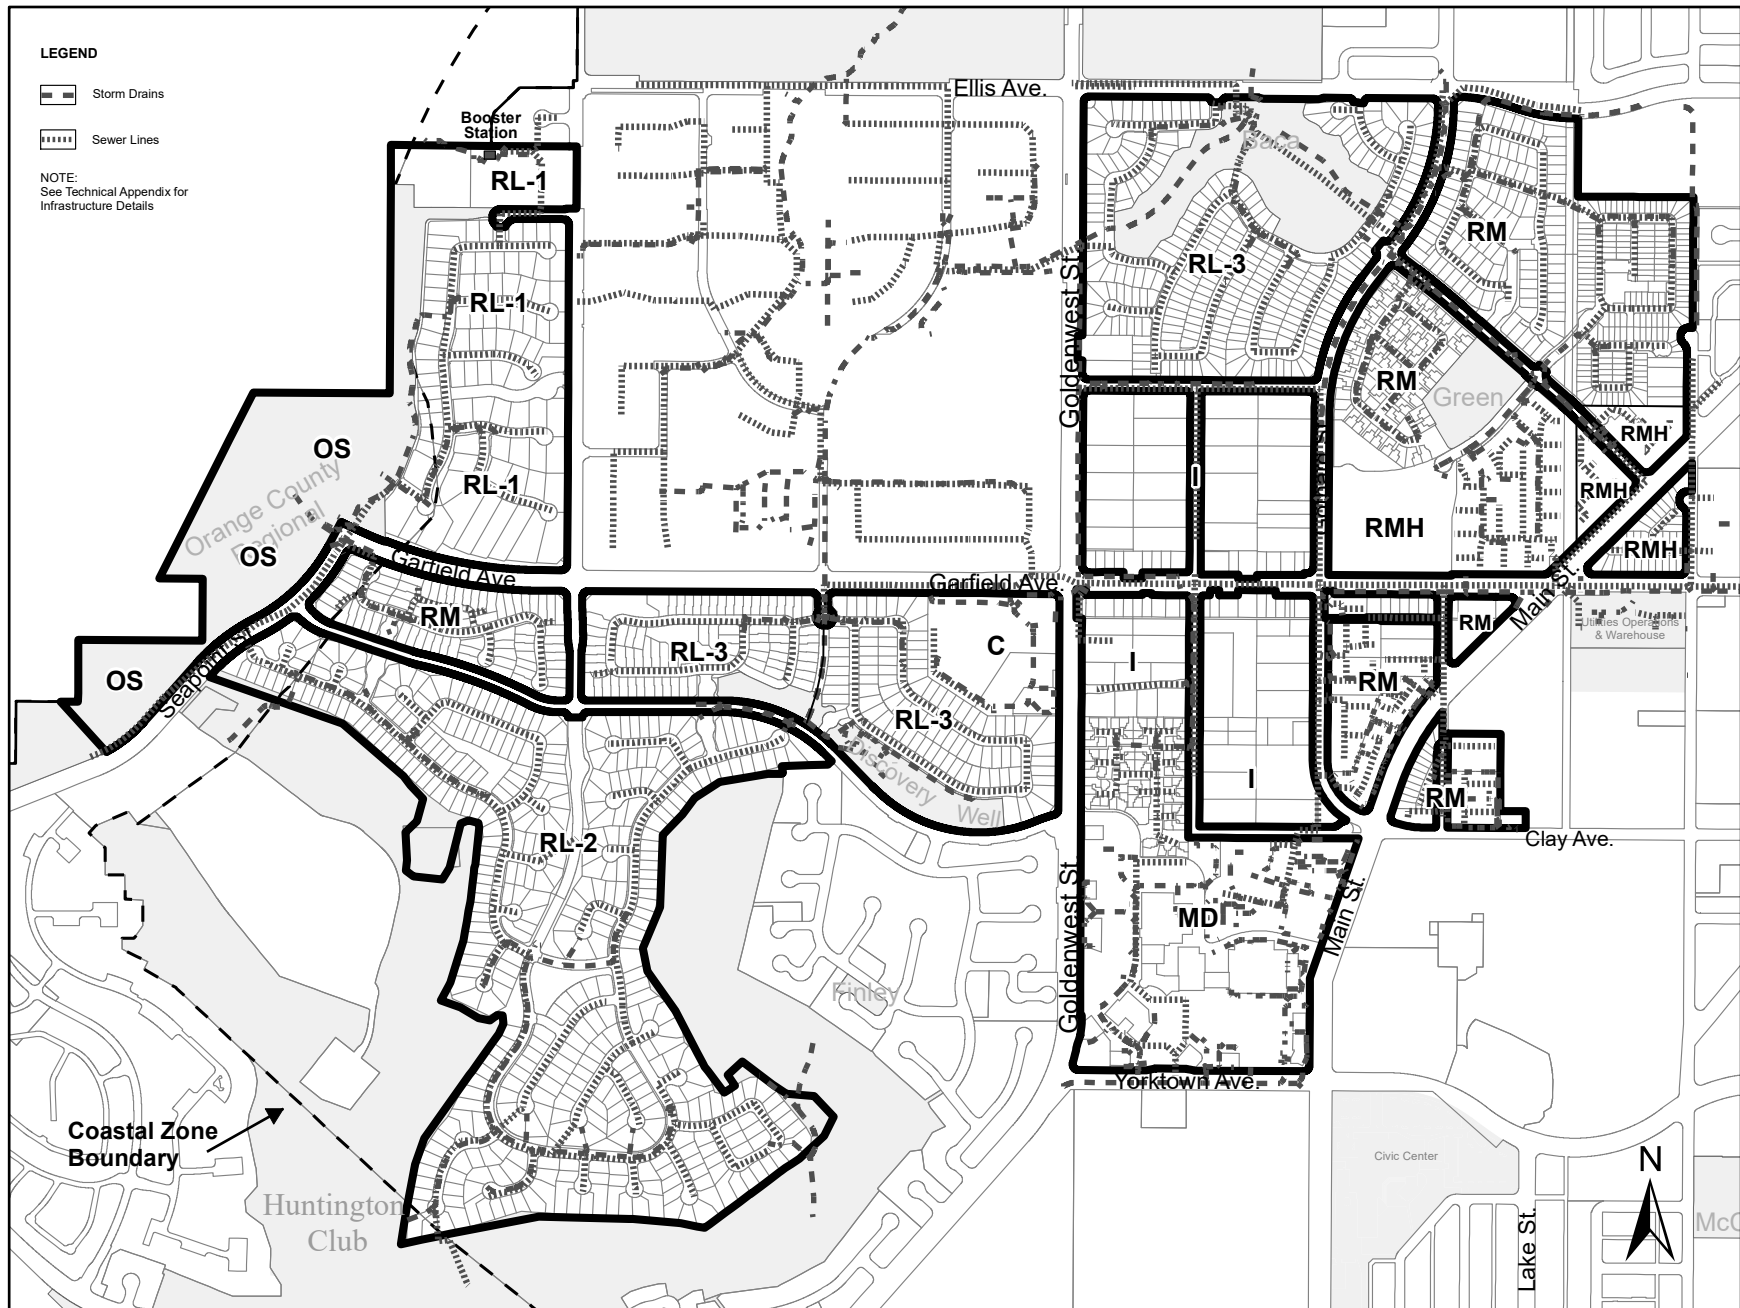 LEGEND
Storm Drains
Sewer Lines
NOTE:
See Technical Appendix for
Infrastructure Details
Booster
Station
Ellis Ave.
Baca
RL-1
RL-1
RL-1
RL-3
RM
RM
Green
Goldenwest St.
RMH
RMH
RMH
RMH
I
OS
Orange County
Regional
OS
OS
Garfield Ave.
Garfield Ave.
RM
RL-3
C
RL-3
I
I
RM
RM
RM
Main St.
Utilities Operations
& Warehouse
Discovery
Well
RL-2
Clay Ave.
Goldenwest St.
MD
Main St.
Finley
Yorktown Ave.
Coastal Zone
Boundary
Huntington
Club
Civic Center
Lake St.
N